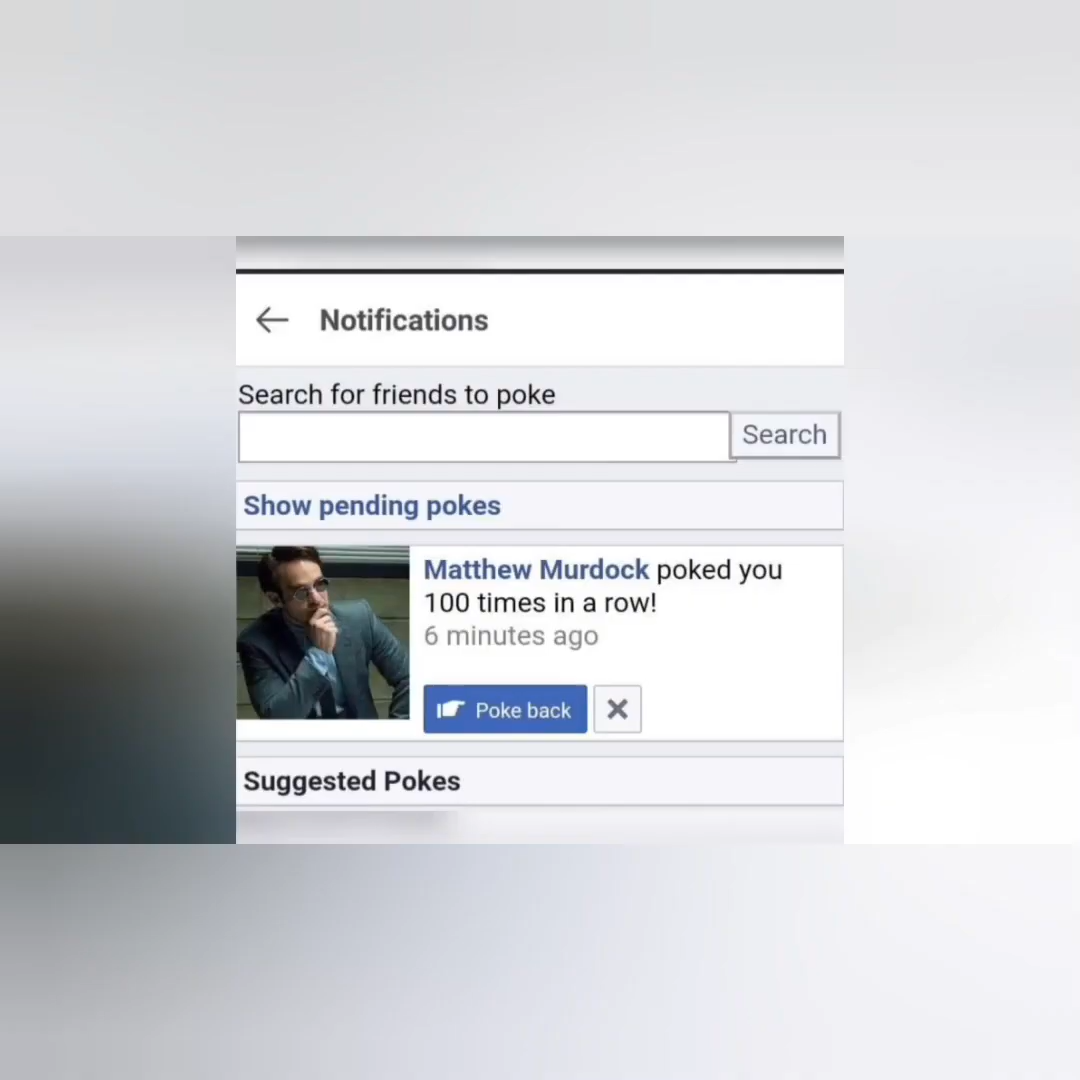 Notifications
Search for friends to poke
Search
Show pending pokes
Matthew Murdock poked you
100 times in a row!
6 minutes ago
Poke back
Suggested Pokes